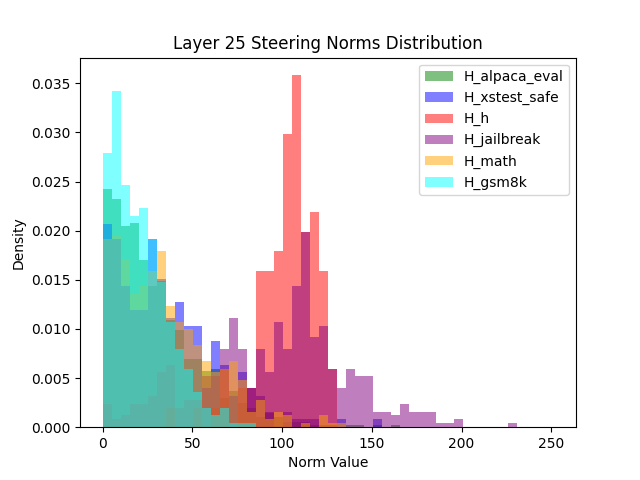 Layer 25 Steering Norms Distribution
H_alpaca_eval
H_xstest_safe
H_h
H_jailbreak
H_math
H_gsm8k
0.035
0.030
0.025
0.020
0.015
0.010
0.005
0.000
Density
0 50 100 150 200 250
Norm Value